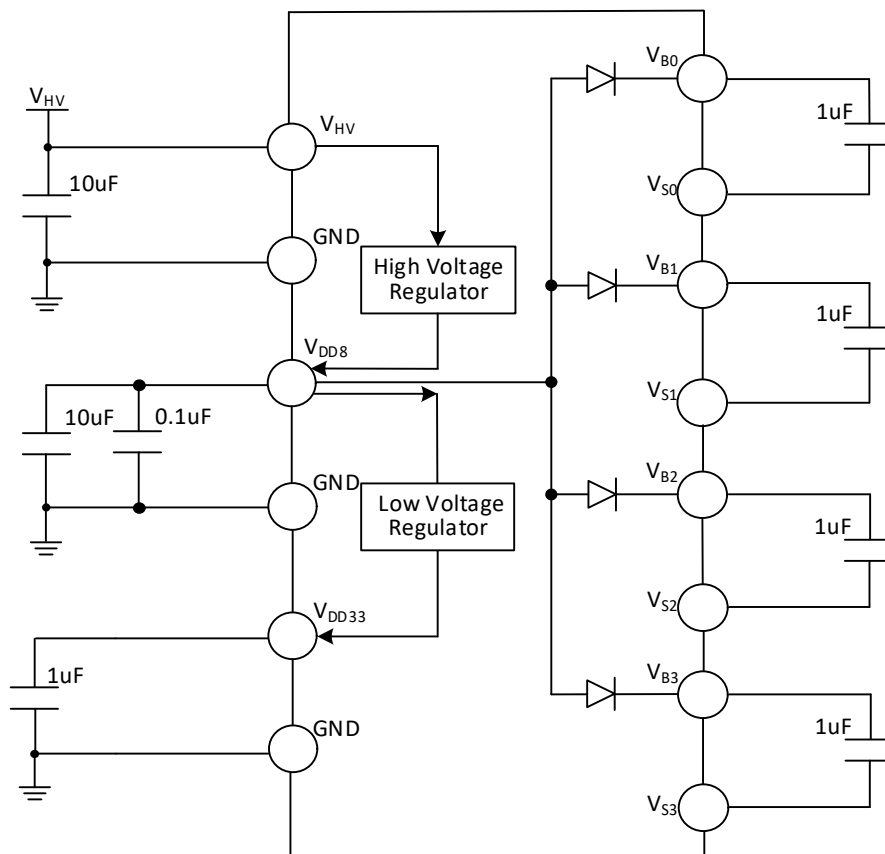 V_HV
10uF
V_HV
GND
High Voltage
Regulator
V_DD8
10uF
0.1uF
GND
Low Voltage
Regulator
V_DD33
1uF
GND
V_B0
1uF
V_S0
V_B1
1uF
V_S1
V_B2
1uF
V_S2
V_B3
1uF
V_S3